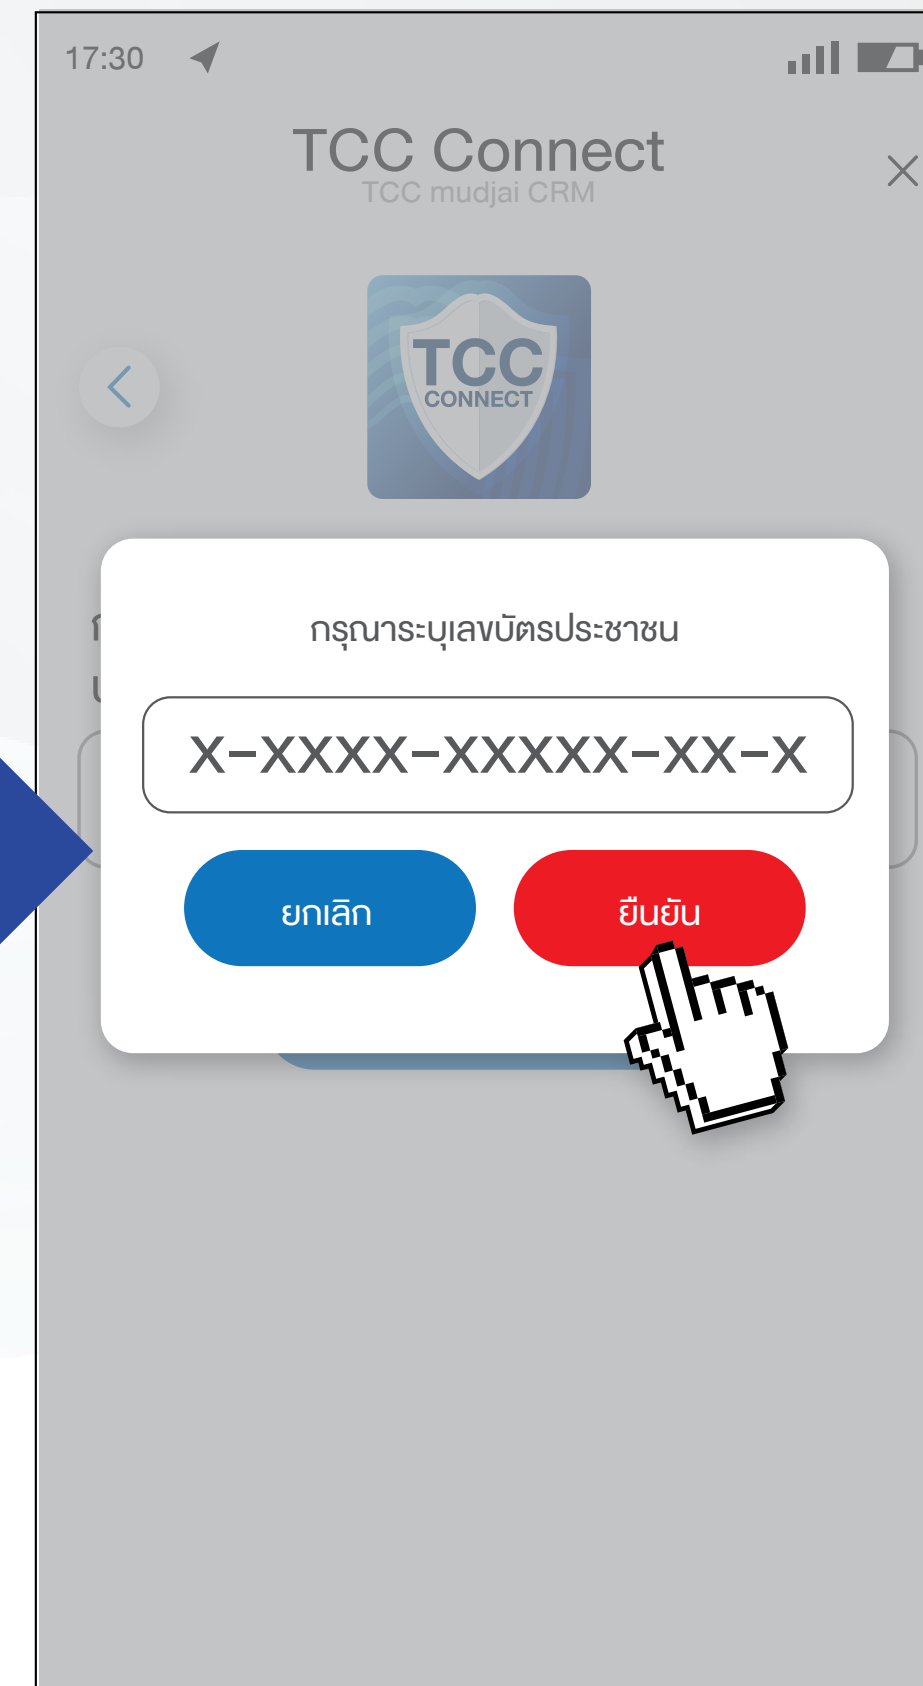 17:30
TCC Connect
TCC mudjai CRM
TCC
CONNECT
กรุณาระบุเลขบัตรประชาชน
X-XXXX-XXXXX-XX-X
ยกเลิก
ยืนยัน